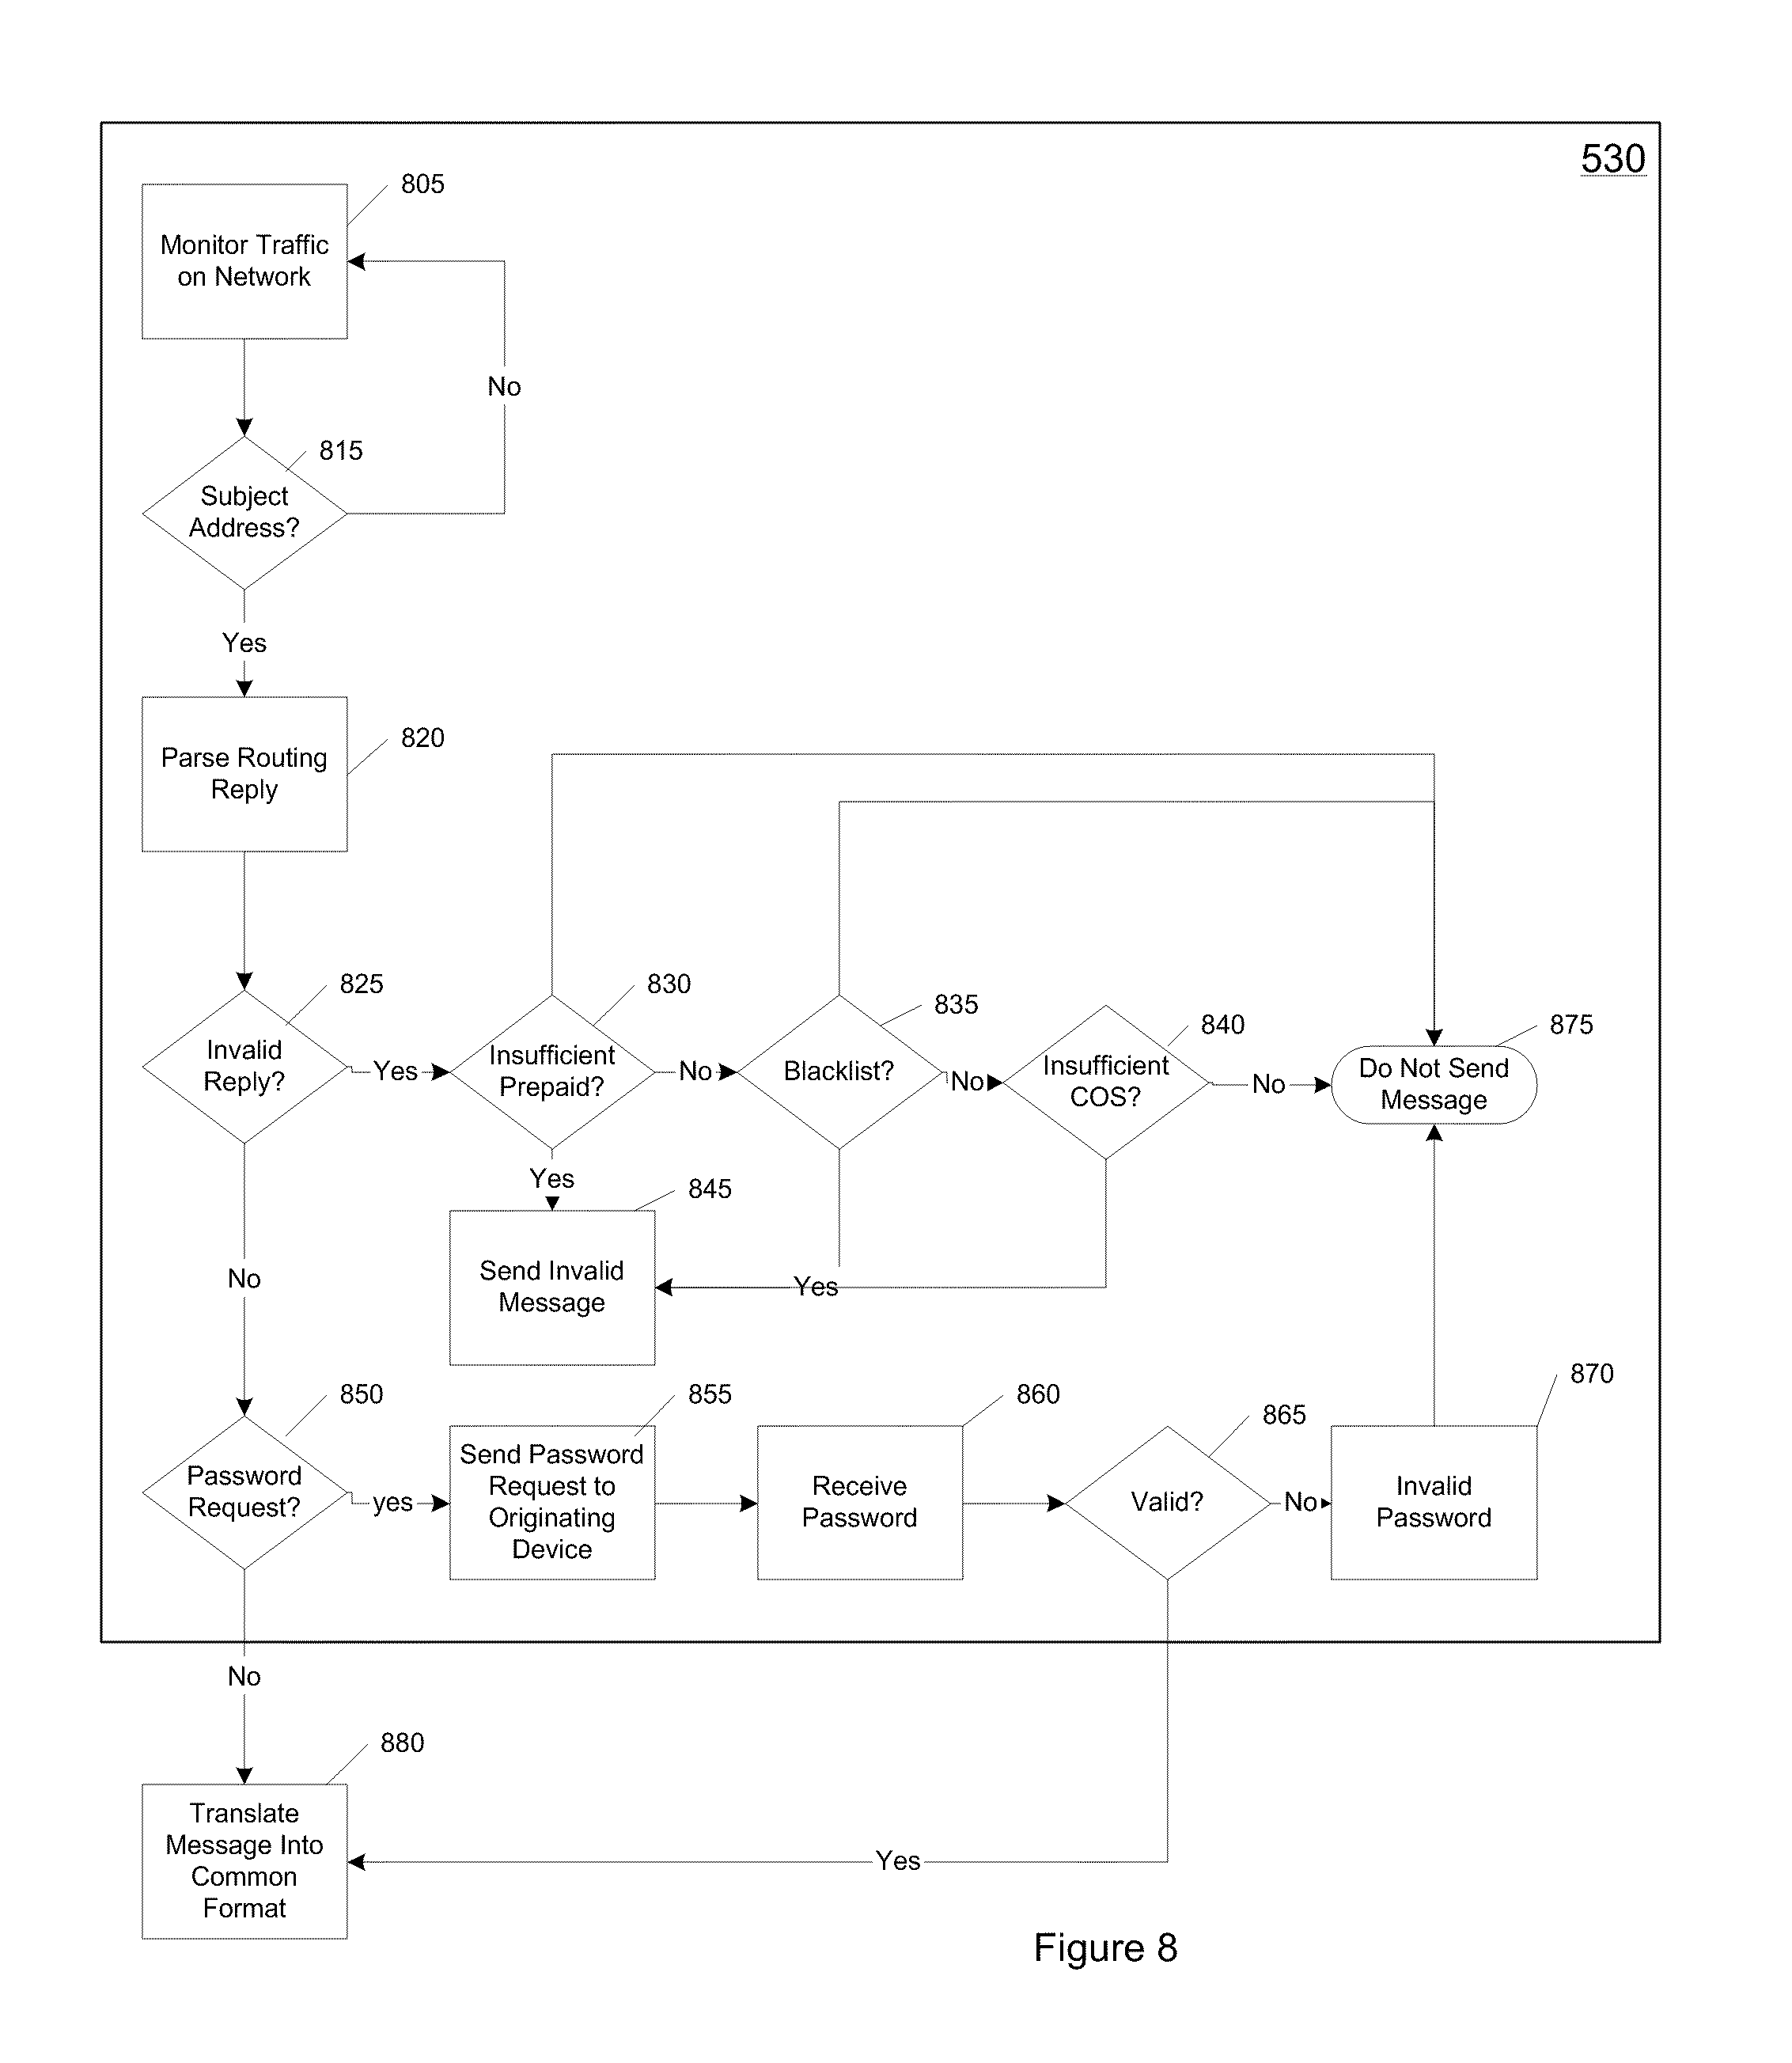 530
805
Monitor Traffic
on Network
No
815
Subject
Address?
Yes
820
Parse Routing
Reply
825
Invalid
Reply?
Yes
830
Insufficient
Prepaid?
No
835
Blacklist?
No
840
Insufficient
COS?
No
875
Do Not Send
Message
Yes
845
Send Invalid
Message
Yes
No
850
Password
Request?
yes
855
Send Password
Request to
Originating
Device
860
Receive
Password
865
Valid?
No
870
Invalid
Password
No
880
Translate
Message Into
Common
Format
Yes
Figure 8